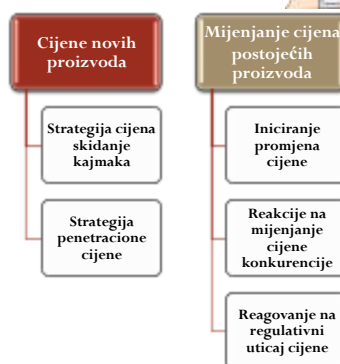 Cijene novih
proizvoda
Strategija cijena
skidanje
kajmaka
Strategija
penetracione
cijene
Mijenjanje cijena
postojećih
proizvoda
Iniciranje
promjena
cijene
Reakcije na
mijenjanje
cijene
konkurencije
Reagovanje na
regulativni
uticaj cijene